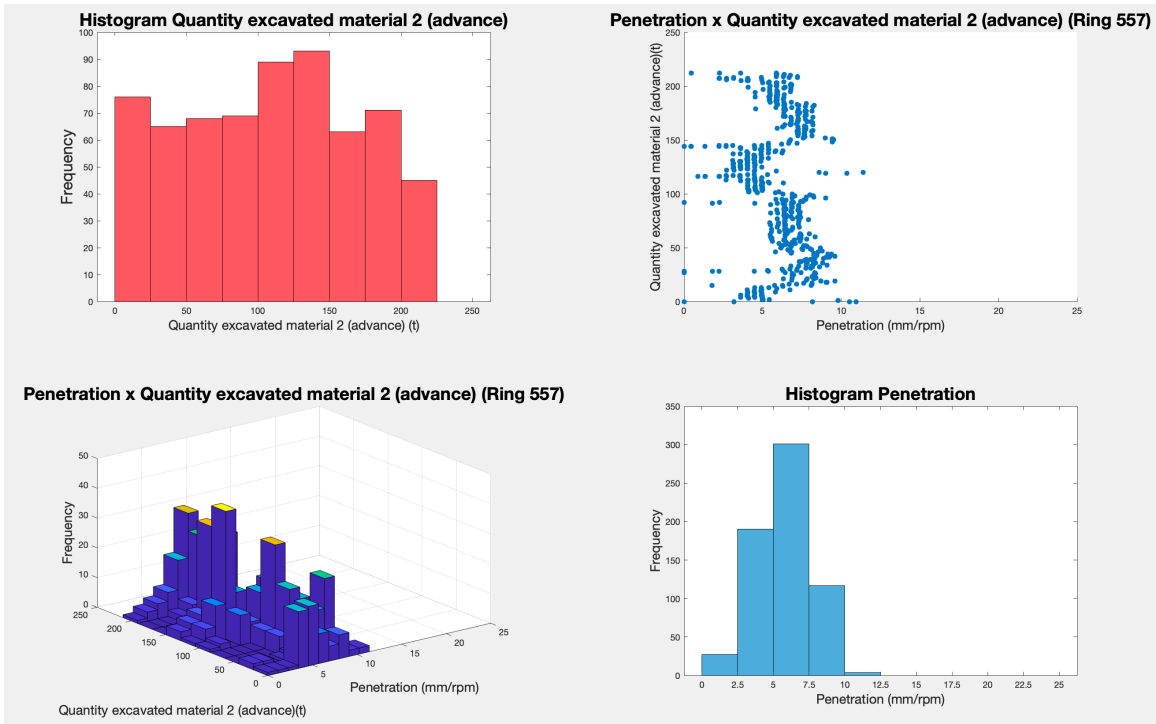 Histogram Quantity excavated material 2 (advance)
100
90
80
70
60
50
40
30
20
10
0
Frequency
0 50 100 150 200 250
Quantity excavated material 2 (advance) (t)
Penetration x Quantity excavated material 2 (advance) (Ring 557)
250
200
150
100
50
0
Quantity excavated material 2 (advance)(t)
0 5 10 15 20 25
Penetration (mm/rpm)
Penetration x Quantity excavated material 2 (advance) (Ring 557)
50
40
30
20
10
0
Frequency
250
200
150
100
50
0
0
5
10
15
20
25
Penetration (mm/rpm)
Quantity excavated material 2 (advance)(t)
Histogram Penetration
350
300
250
200
150
100
50
0
Frequency
0 2.5 5 7.5 10 12.5 15 17.5 20 22.5 25
Penetration (mm/rpm)